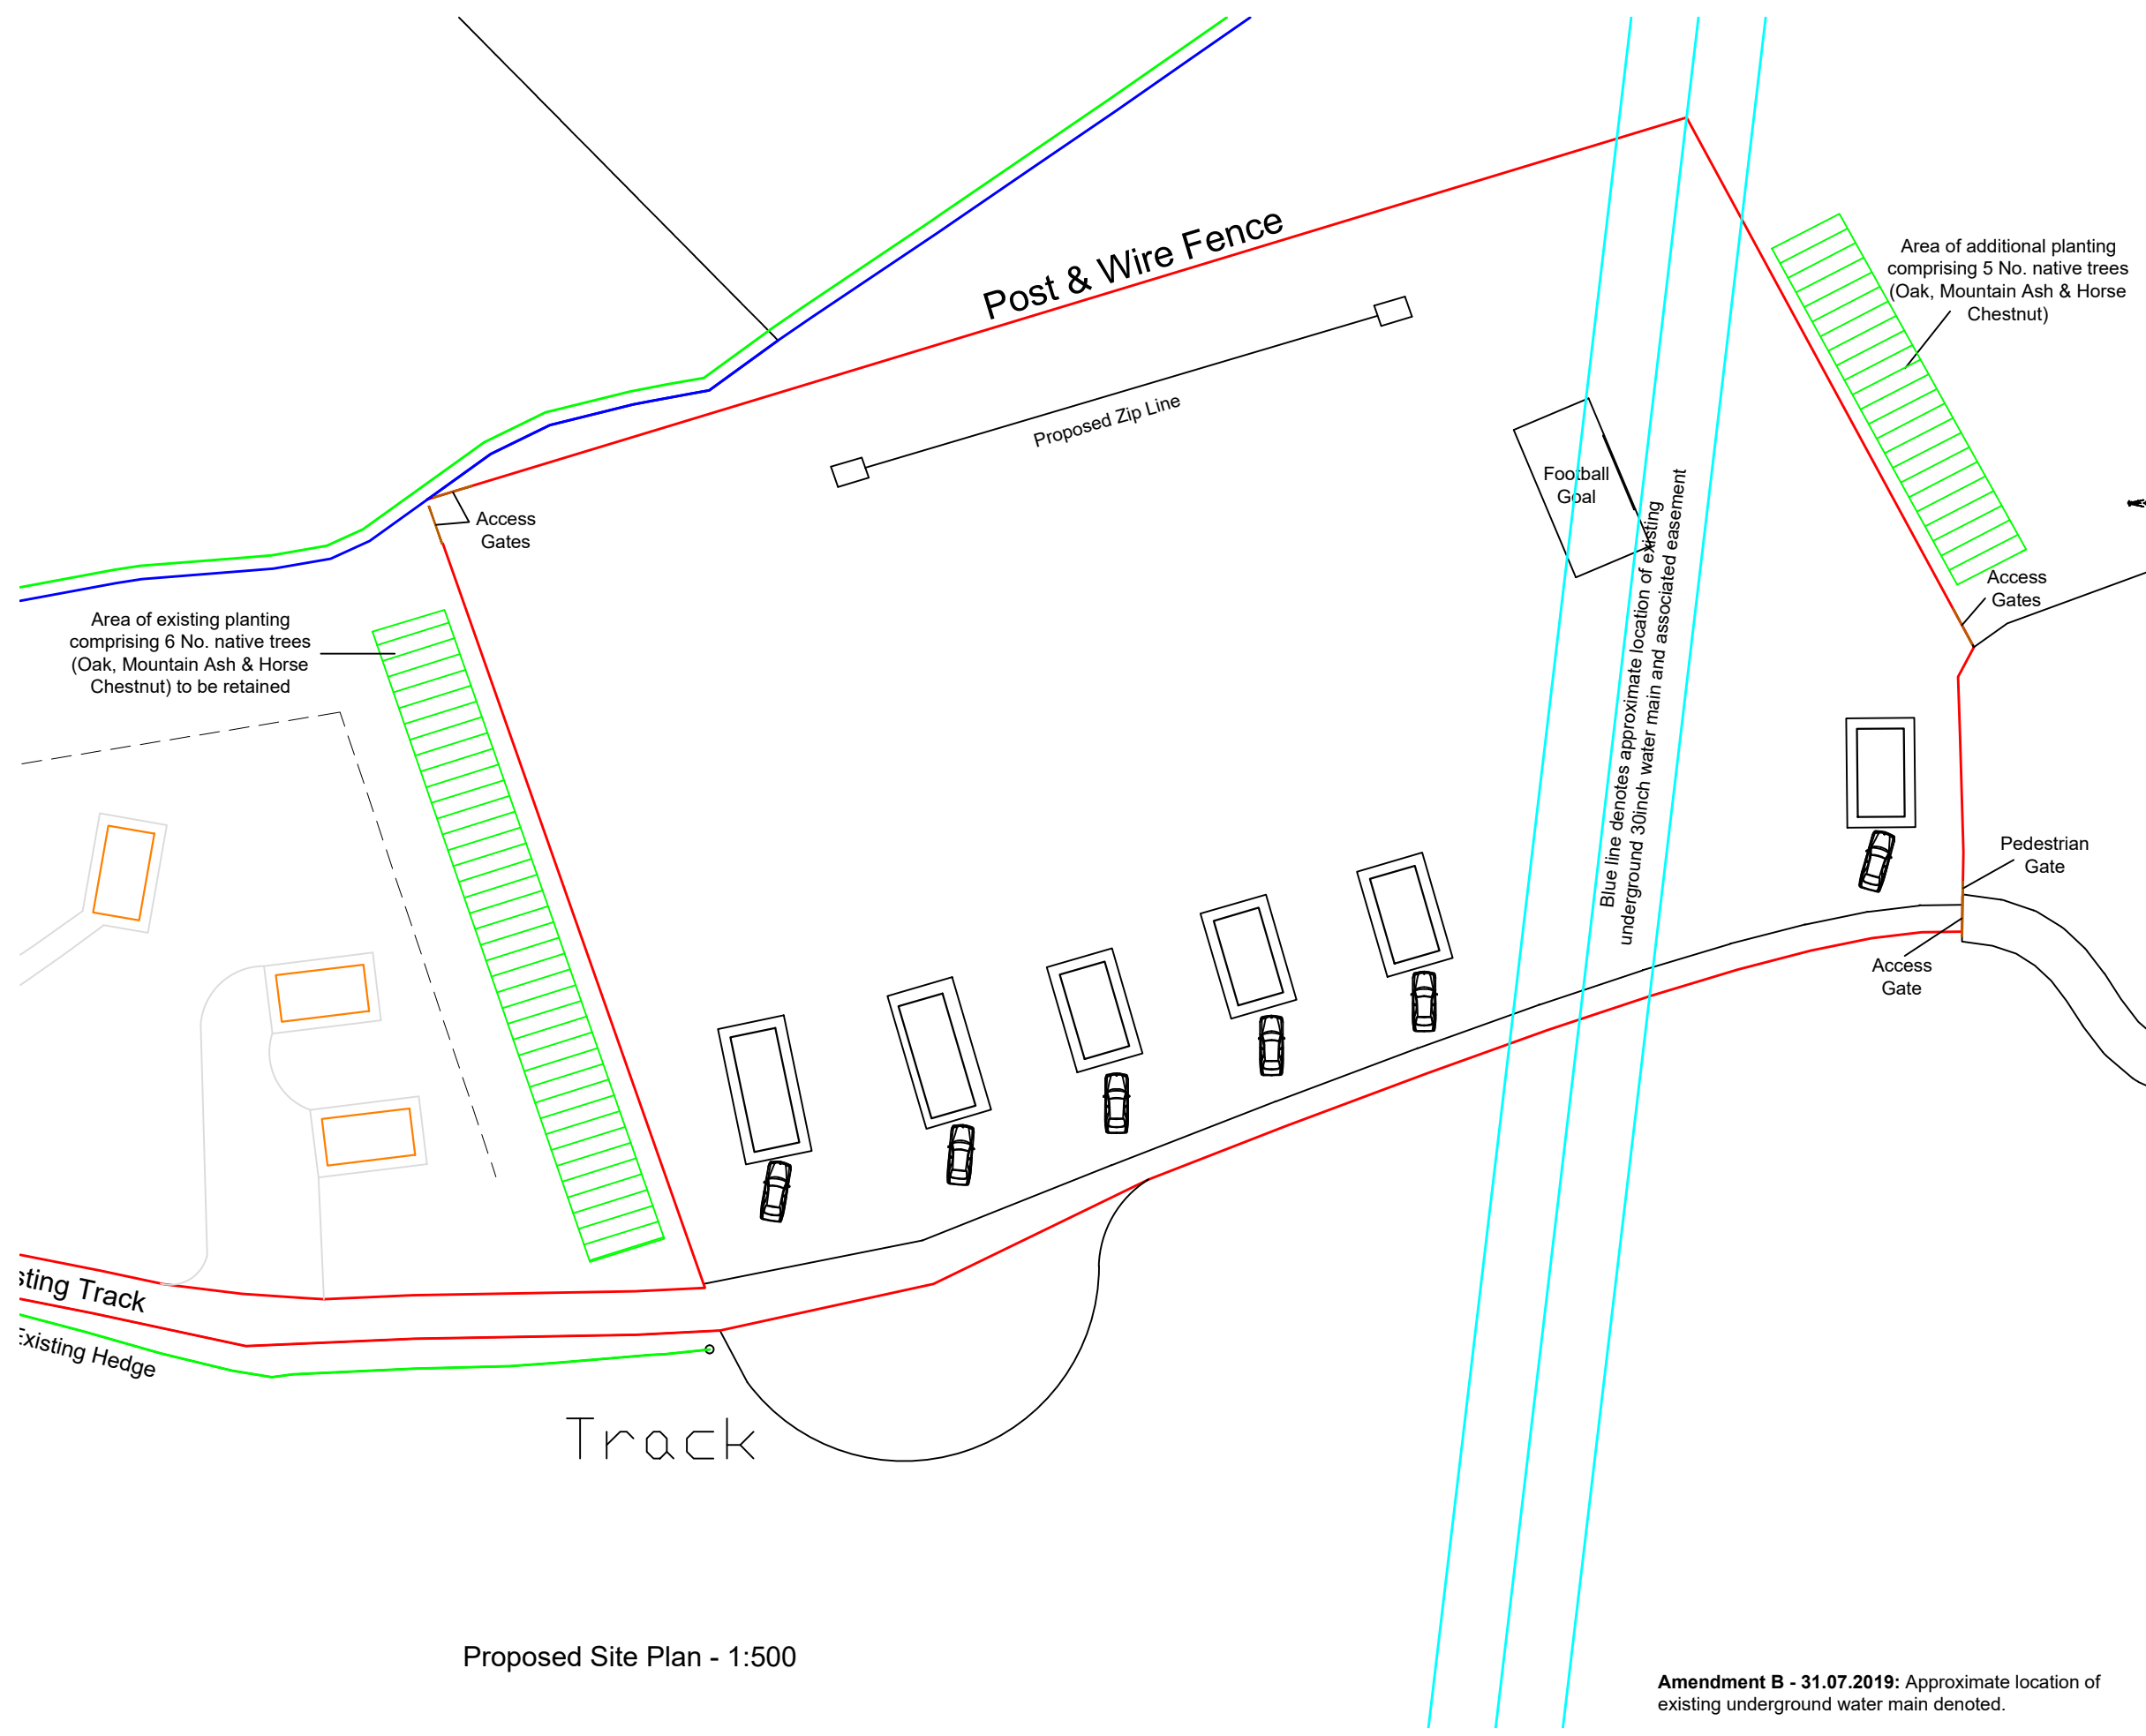 Post & Wire Fence
Area of additional planting
comprising 5 No. native trees
(Oak, Mountain Ash & Horse
Chestnut)
Proposed Zip Line
Football
Goal
Access
Gates
Blue line denotes approximate location of existing
underground 30inch water main and associated easement
Access
Gates
Area of existing planting
comprising 6 No. native trees
(Oak, Mountain Ash & Horse
Chestnut) to be retained
Pedestrian
Gate
Access
Gate
sting Track
Existing Hedge
Track
Proposed Site Plan - 1:500
Amendment B - 31.07.2019: Approximate location of
existing underground water main denoted.